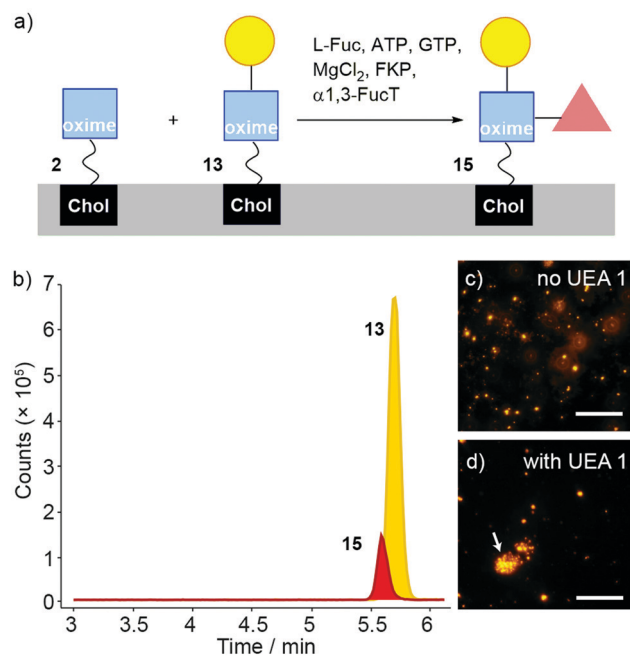 a)
L-Fuc, ATP, GTP,
MgCl₂, FKP,
α1,3-FucT
oxime
+
oxime
oxime
2
13
15
Chol
Chol
Chol
b)
7
6
5
4
3
2
1
0
Counts (× 10⁵)
13
15
3
3.5
4
4.5
5
5.5
6
Time / min
c)
no UEA 1
d)
with UEA 1